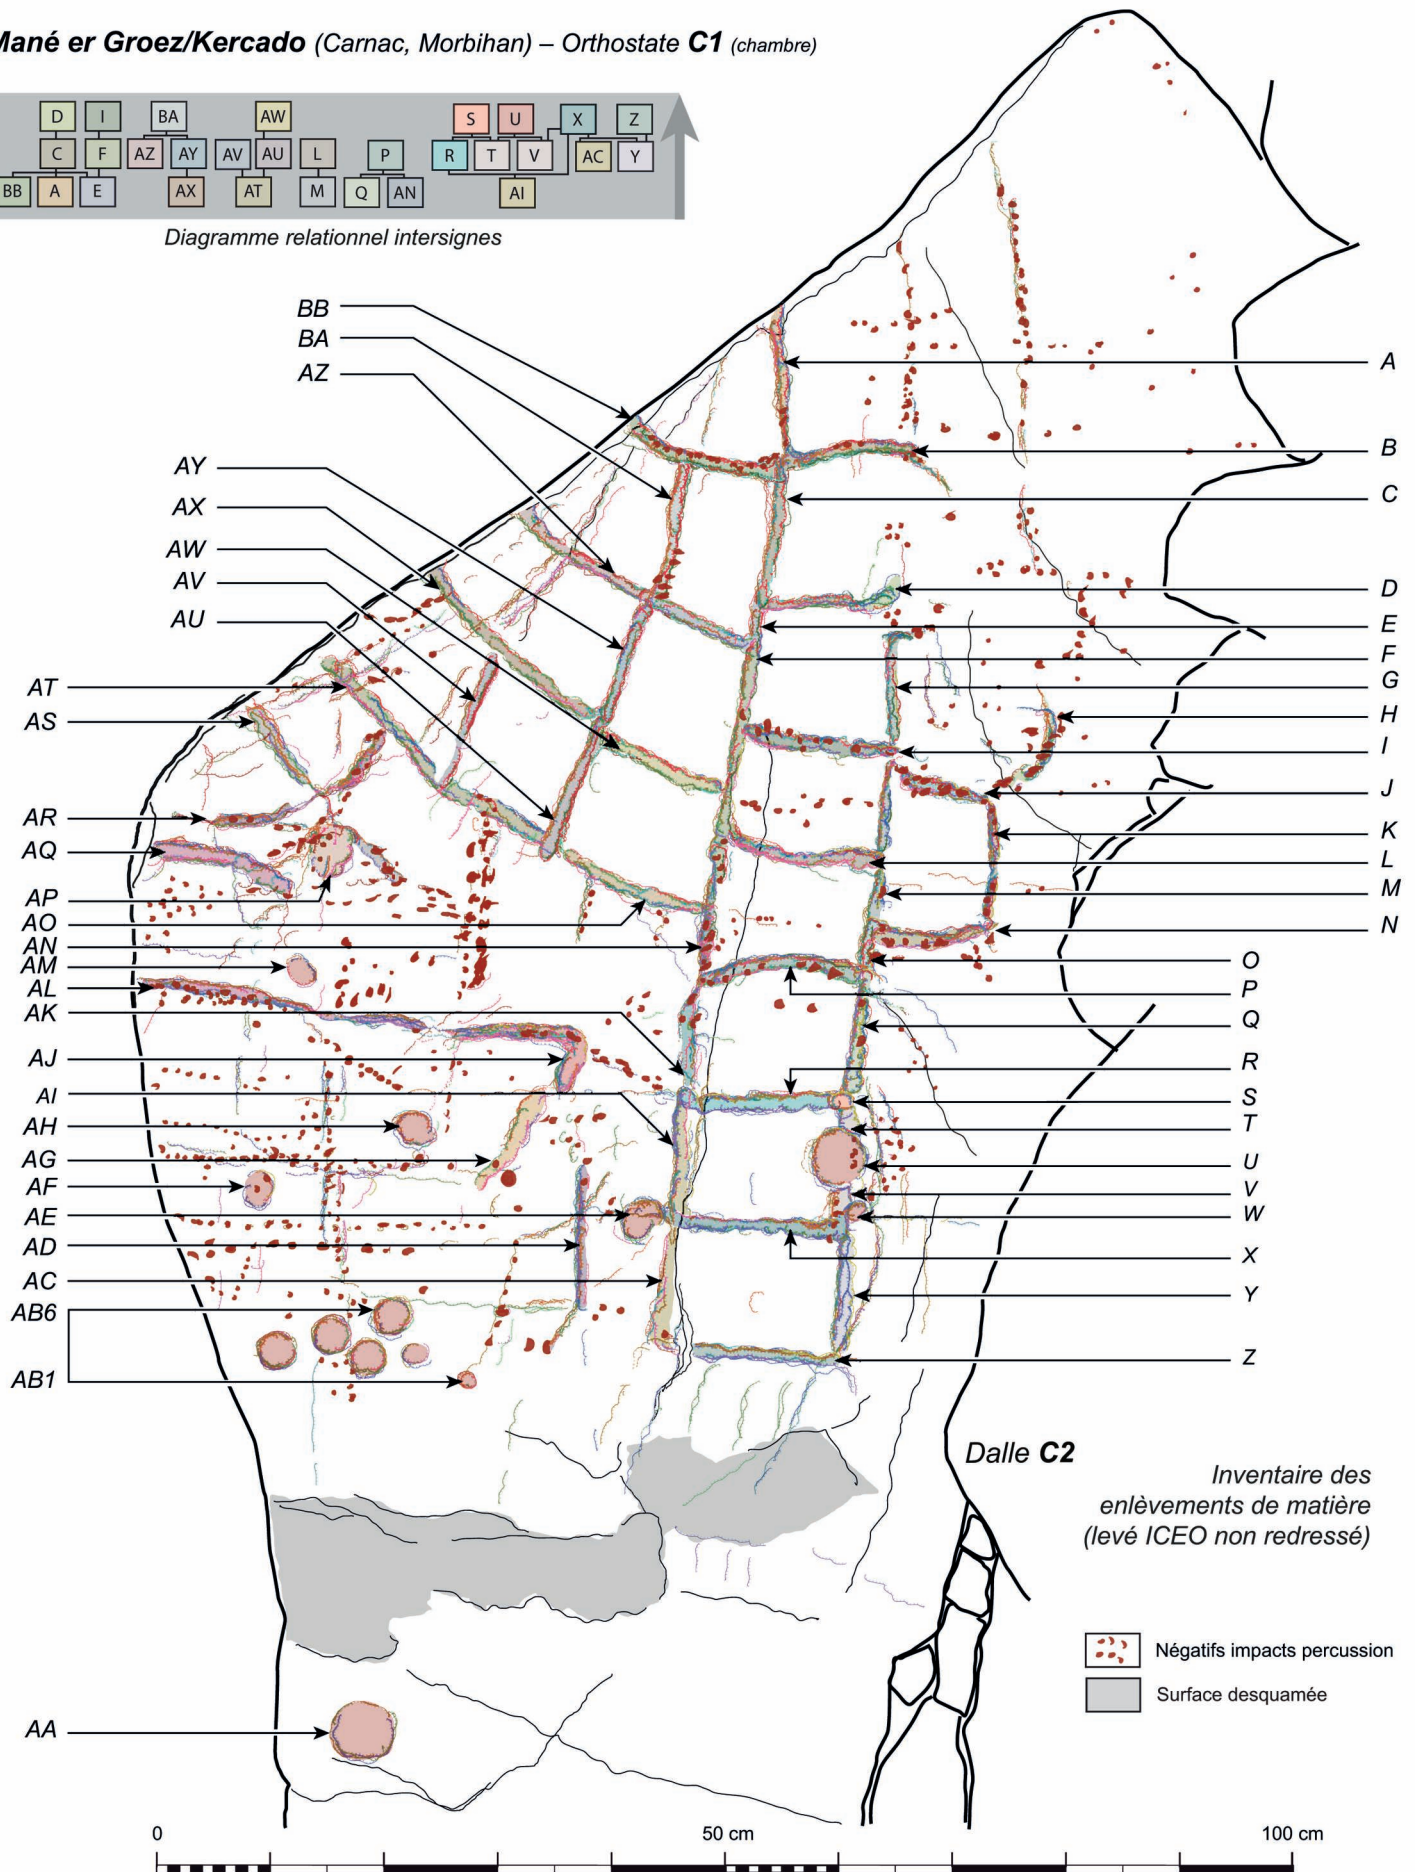 Mané er Groez/Kercado (Carnac, Morbihan) – Orthostate C1 (chambre)
D I BA AW S U X Z
C F AZ AY AV AU L P R T V AC Y
BB A E AX AT M Q AN AI
Diagramme relationnel intersignes
BB
BA
AZ
AY
AX
AW
AV
AU
AT
AS
AR
AQ
AP
AO
AN
AM
AL
AK
AJ
AI
AH
AG
AF
AE
AD
AC
AB6
AB1
AA
A
B
C
D
E
F
G
H
I
J
K
L
M
N
O
P
Q
R
S
T
U
V
W
X
Y
Z
Dalle C2
Inventaire des
enlèvements de matière
(levé ICEO non redressé)
Négatifs impacts percussion
Surface desquamée
0 50 cm 100 cm